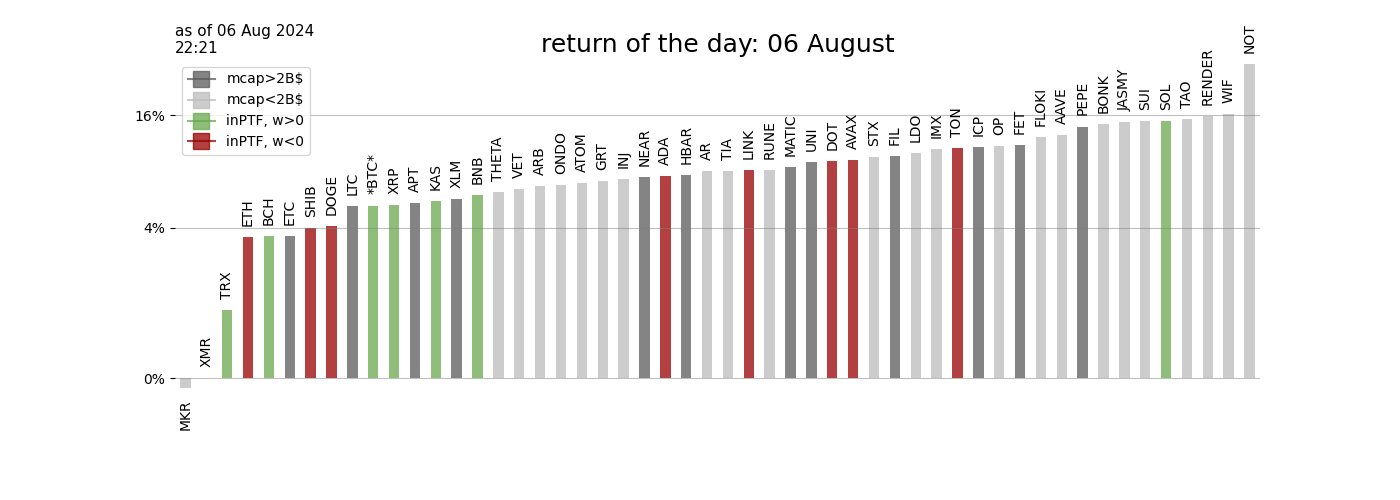 as of 06 Aug 2024
22:21
return of the day: 06 August
mcap>2B$
mcap<2B$
inPTF, w>0
inPTF, w<0
16%
4%
0%
MKR
XMR
TRX
ETH
BCH
ETC
SHIB
DOGE
LTC
*BTC*
XRP
APT
KAS
XLM
BNB
THETA
VET
ARB
ONDO
ATOM
GRT
INJ
NEAR
ADA
HBAR
AR
TIA
LINK
RUNE
MATIC
UNI
DOT
AVAX
STX
FIL
LDO
IMX
TON
ICP
OP
FET
FLOKI
AAVE
PEPE
BONK
JASMY
SUI
SOL
TAO
RENDER
WIF
NOT